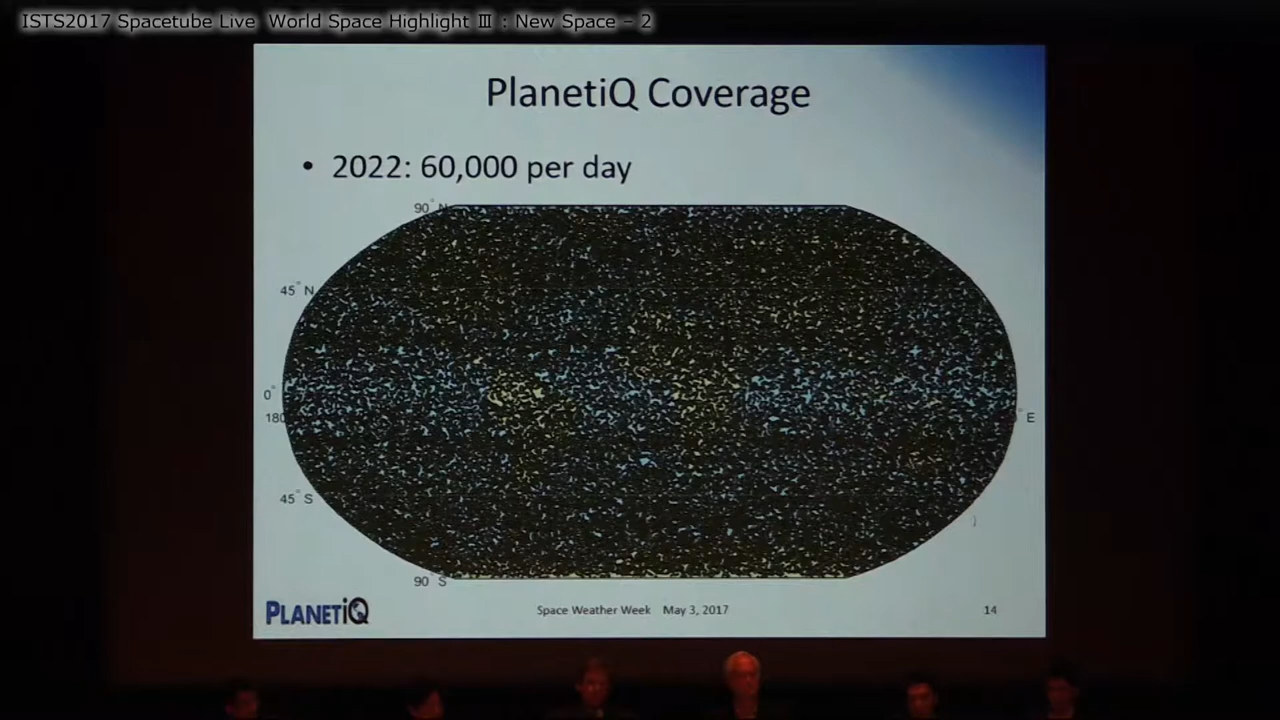 ISTS2017 Spacetube Live World Space Highlight Ⅲ : New Space - 2
PlanetiQ Coverage
• 2022: 60,000 per day
90° N
45° N
0°
180
° E
45° S
90° S
PLANETiQ
Space Weather Week May 3, 2017
14